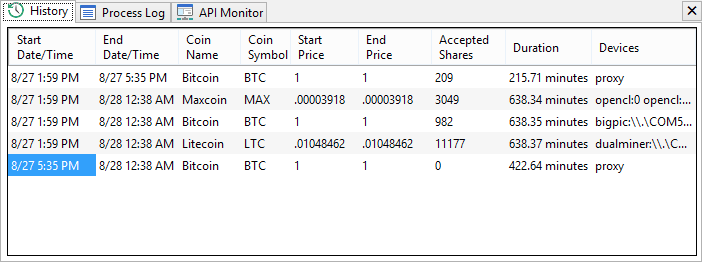 History Process Log API Monitor
Start Date/Time End Date/Time Coin Name Coin Symbol Start Price End Price Accepted Shares Duration Devices
8/27 1:59 PM 8/27 5:35 PM Bitcoin BTC 1 1 209 215.71 minutes proxy
8/27 1:59 PM 8/28 12:38 AM Maxcoin MAX .00003918 .00003918 3049 638.34 minutes opencl:0 opencl:...
8/27 1:59 PM 8/28 12:38 AM Bitcoin BTC 1 1 982 638.35 minutes bigpic:\\.\COM5...
8/27 1:59 PM 8/28 12:38 AM Litecoin LTC .01048462 .01048462 11177 638.37 minutes dualminer:\\.\C...
8/27 5:35 PM 8/28 12:38 AM Bitcoin BTC 1 1 0 422.64 minutes proxy